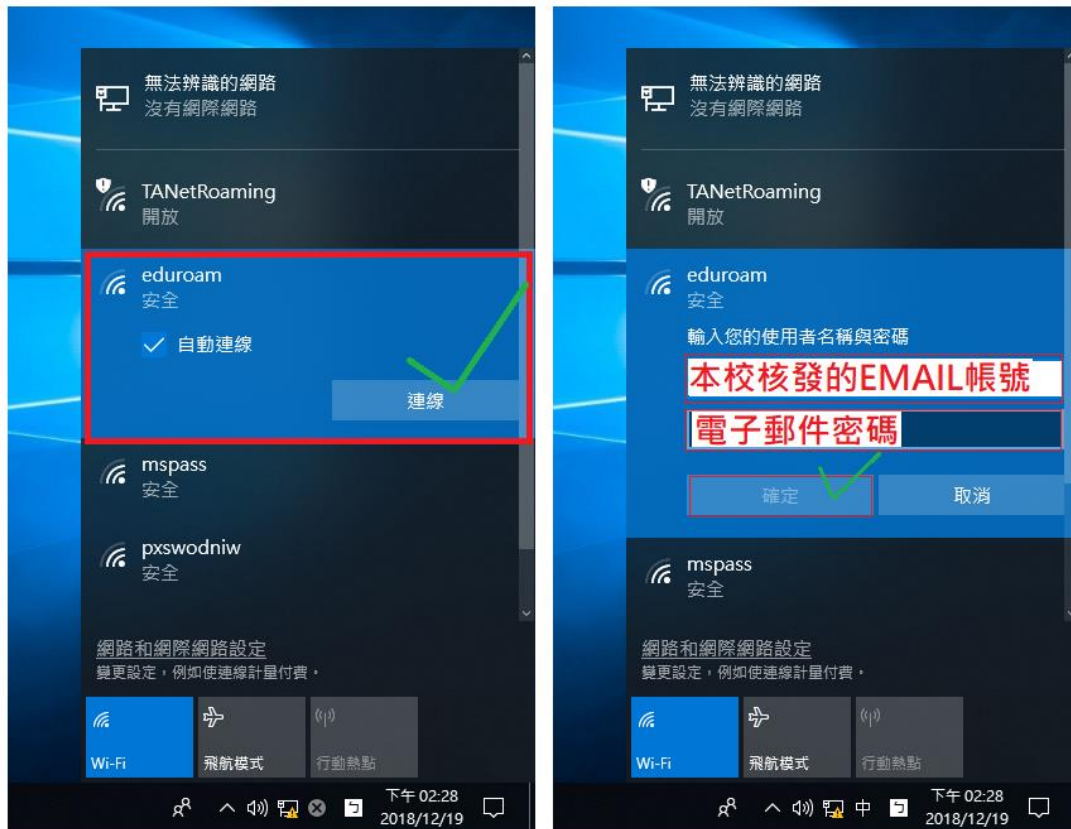 無法辨識的網路
沒有網際網路
TANetRoaming
開放
eduroam
安全
自動連線
連線
mspass
安全
pxswodniw
安全
網路和網際網路設定
變更設定，例如使連線計量付費。
Wi-Fi
飛航模式
行動熱點
ㄅ
下午 02:28
2018/12/19
無法辨識的網路
沒有網際網路
TANetRoaming
開放
eduroam
安全
輸入您的使用者名稱與密碼
本校核發的EMAIL帳號
電子郵件密碼
確定
取消
mspass
安全
網路和網際網路設定
變更設定，例如使連線計量付費。
Wi-Fi
飛航模式
行動熱點
中
ㄅ
下午 02:28
2018/12/19